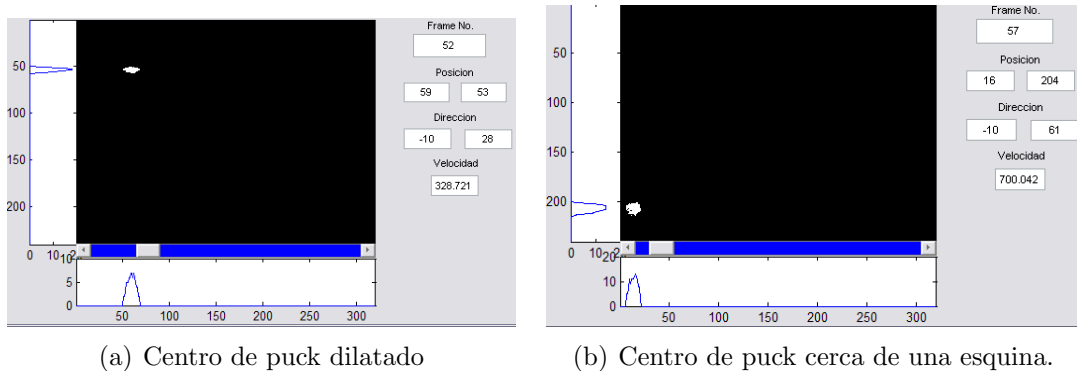 50
100
150
200
0 10 2
10
5
0
50 100 150 200 250 300
Frame No.
52
Posicion
59 53
Direccion
-10 28
Velocidad
328.721
(a) Centro de puck dilatado
50
100
150
200
0 10
20
10
0
50 100 150 200 250 300
Frame No.
57
Posicion
16 204
Direccion
-10 61
Velocidad
700.042
(b) Centro de puck cerca de una esquina.